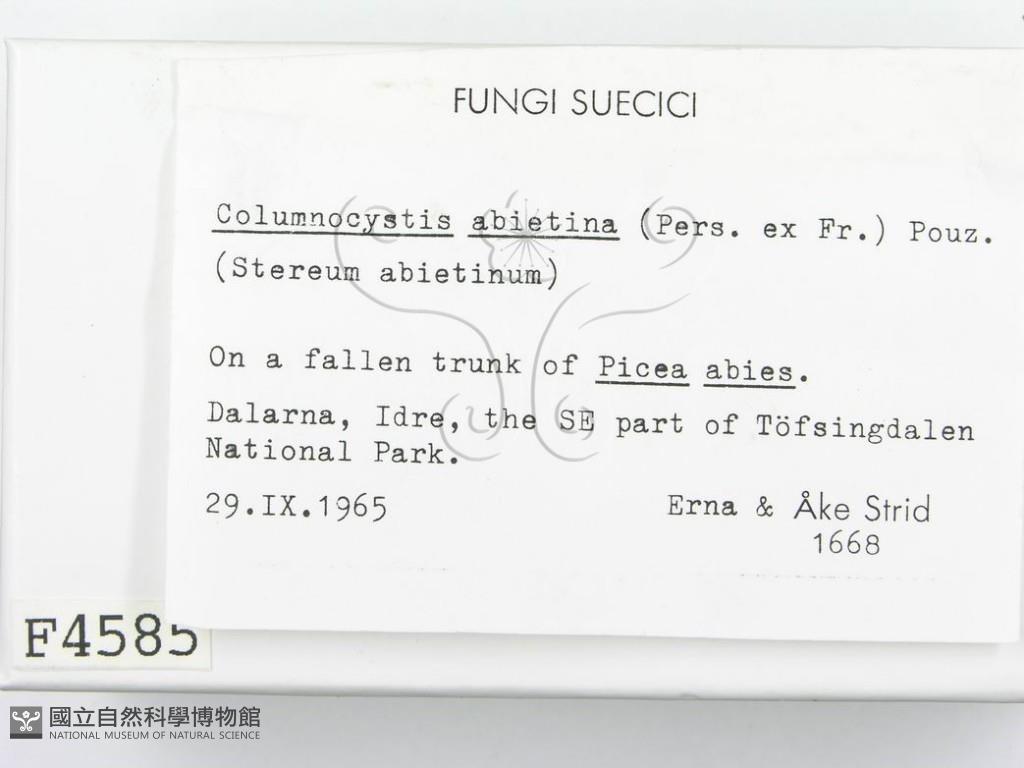 FUNGI SUECICI
Columnocystis abietina (Pers. ex Fr.) Pouz.
(Stereum abietinum)
On a fallen trunk of Picea abies.
Dalarna, Idre, the SE part of Töfsingdalen
National Park.
29.IX.1965 Erna & Åke Strid
1668
F4585
國立自然科學博物館
NATIONAL MUSEUM OF NATURAL SCIENCE